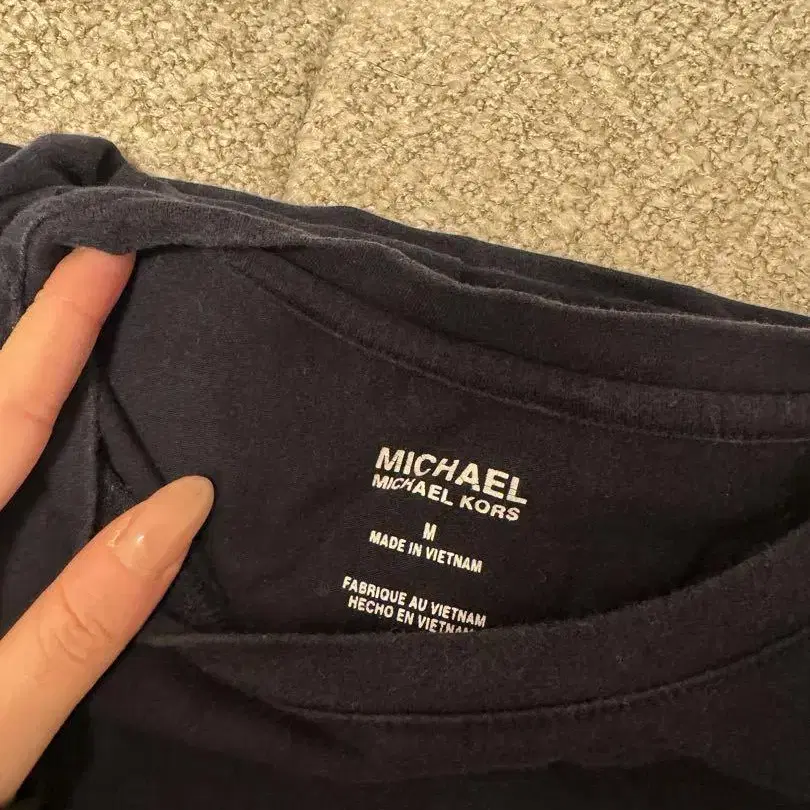 MICHAEL
MICHAEL KORS
M
MADE IN VIETNAM
FABRIQUE AU VIETNAM
HECHO EN VIETNAM